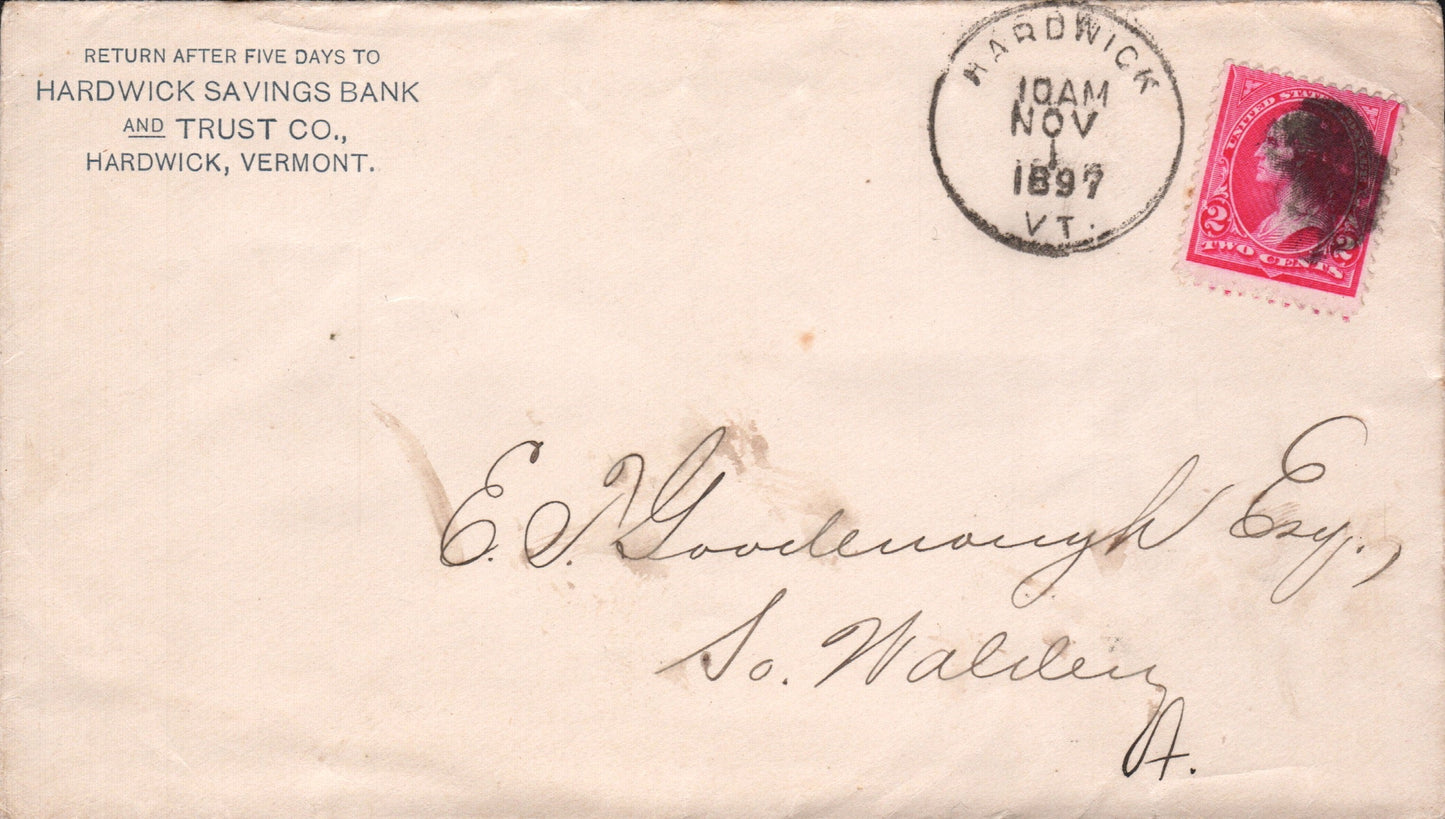 RETURN AFTER FIVE DAYS TO
HARDWICK SAVINGS BANK
AND TRUST CO.,
HARDWICK, VERMONT.
HARDWICK
10AM
NOV
1
1897
VT.
UNITED STATES
2 2
TWO CENTS
E. T. Goodenough Esq.,
So. Walden